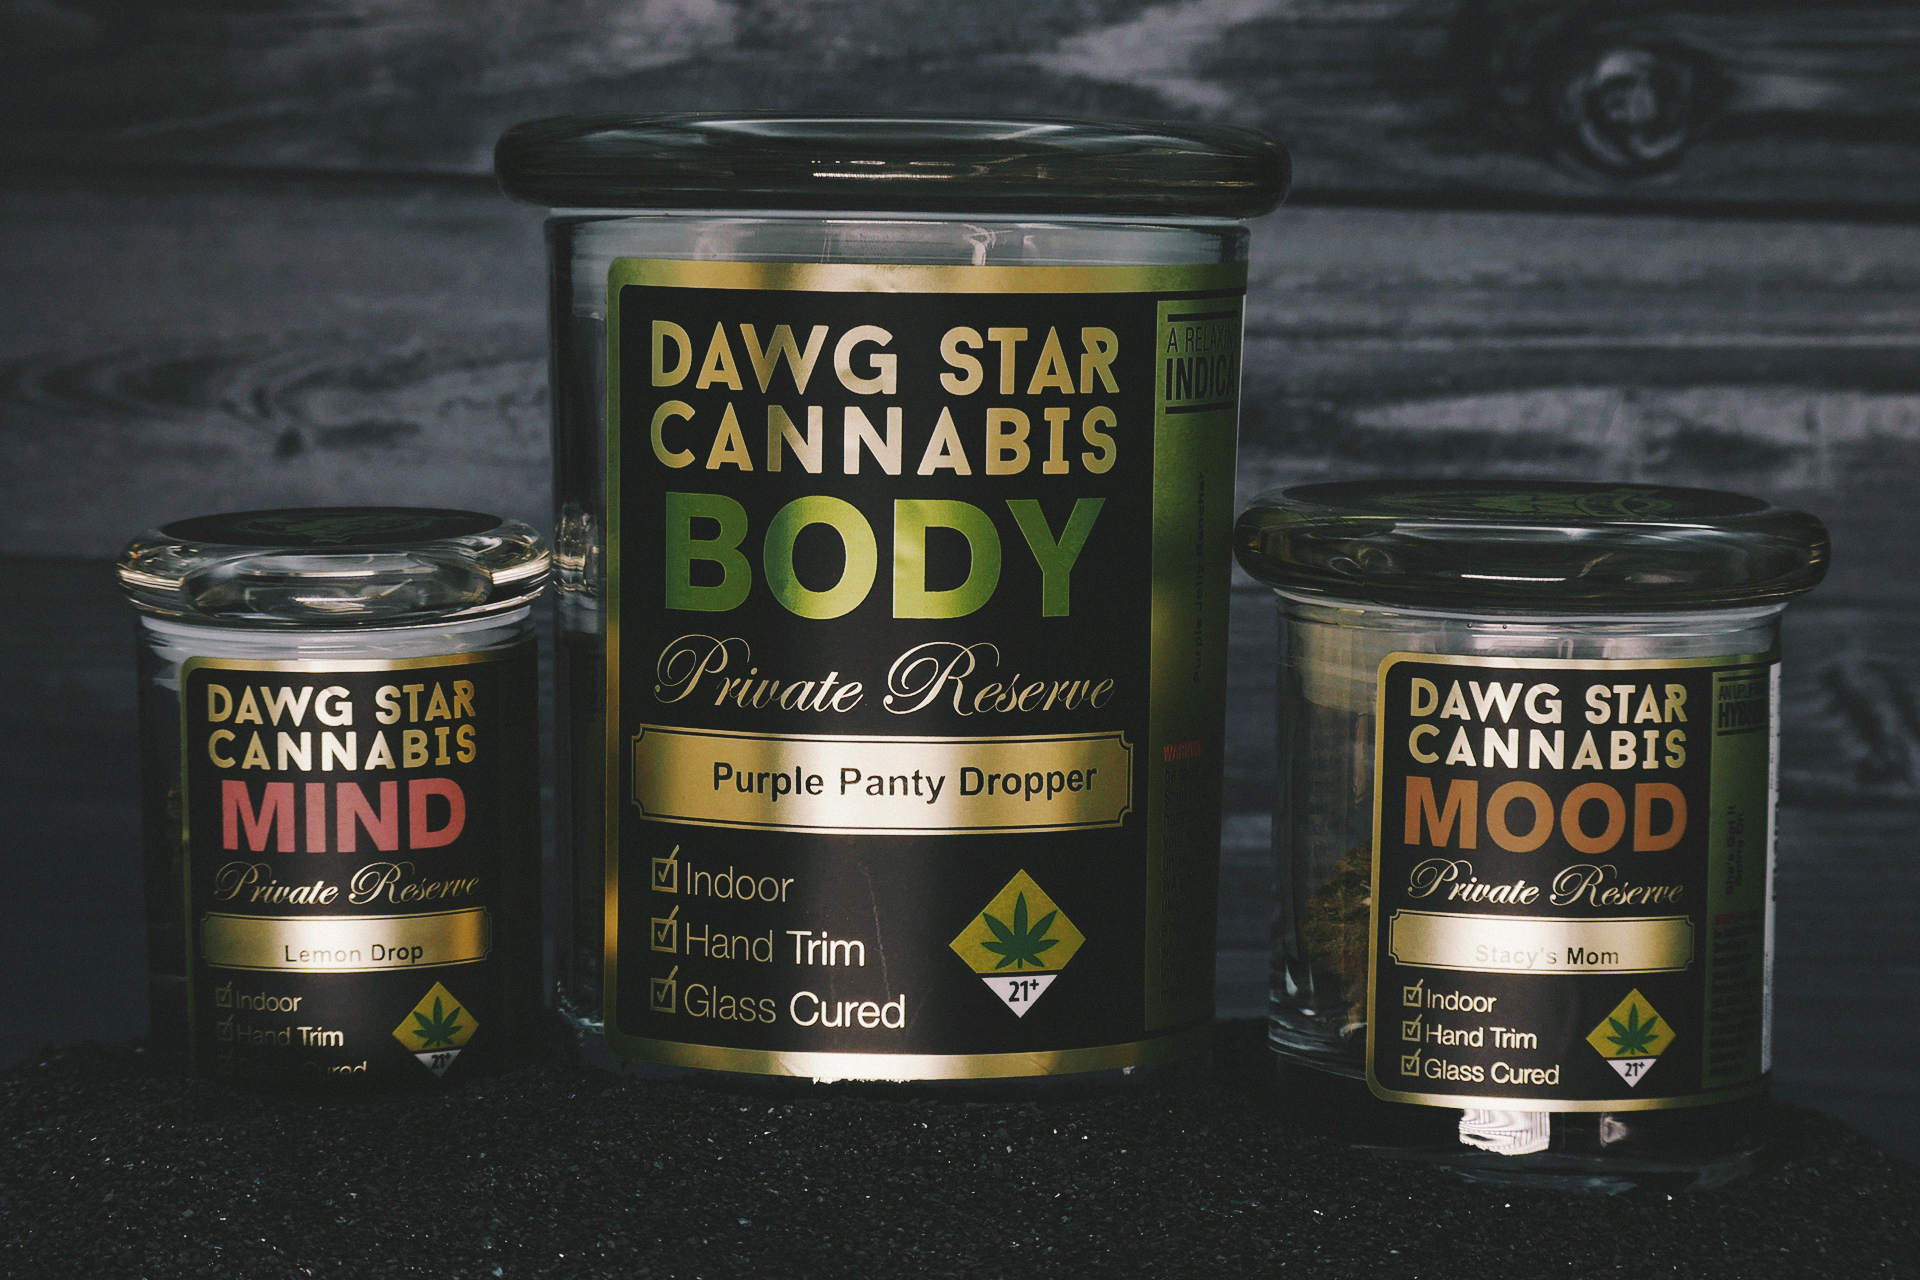 DAWG STAR
CANNABIS
MIND
Private Reserve
Lemon Drop
Indoor
Hand Trim
DAWG STAR
CANNABIS
BODY
Private Reserve
Purple Panty Dropper
Indoor
Hand Trim
Glass Cured
21+
A RELAXING
INDICA
DAWG STAR
CANNABIS
MOOD
Private Reserve
Stacy's Mom
Indoor
Hand Trim
Glass Cured
21+
21+